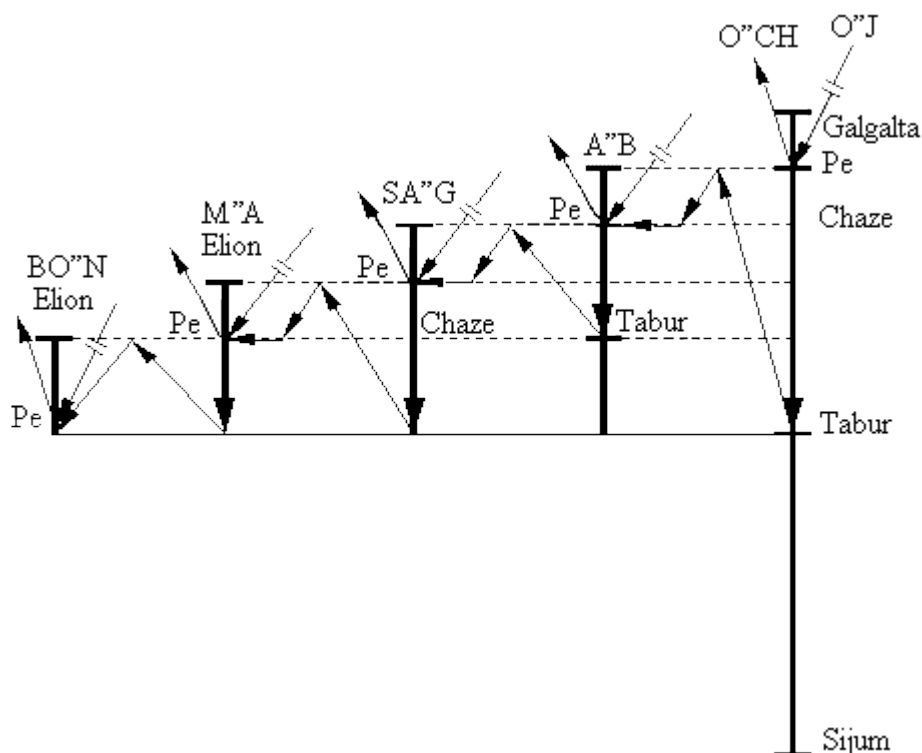 O"CH
O"J
Galgalta
Pe
A"B
SA"G
Pe
Chaze
M"A
Elion
BO"N
Elion
Pe
Pe
Chaze
Tabur
Pe
Tabur
Sijum